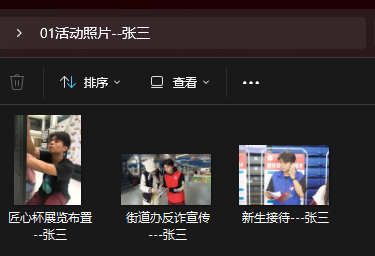 01活动照片--张三
排序
查看
匠心杯展览布置
--张三
街道办反诈宣传
---张三
新生接待---张三